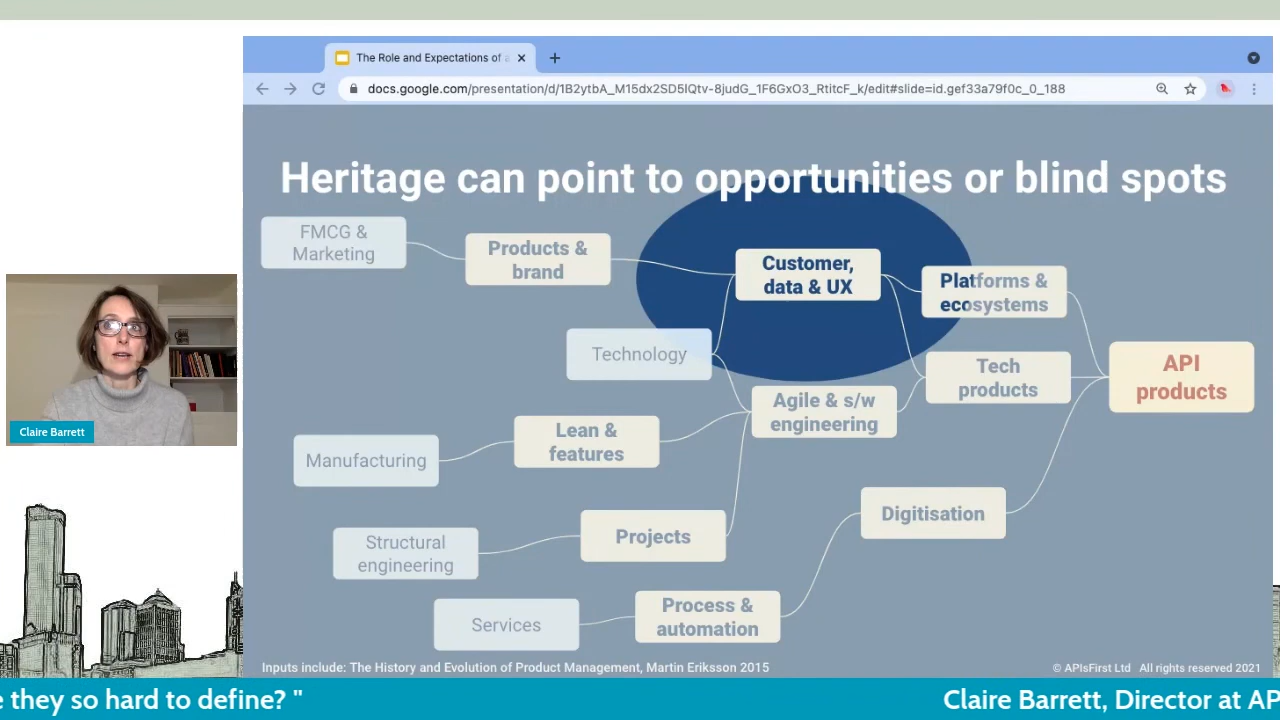 The Role and Expectations of a
docs.google.com/presentation/d/1B2ytbA_M15dx2SD5IQtv-8judG_1F6GxO3_RtitcF_k/edit#slide=id.gef33a79f0c_0_188
Heritage can point to opportunities or blind spots
FMCG &
Marketing
Products &
brand
Customer,
data & UX
Platforms &
ecosystems
Technology
Tech
products
API
products
Agile & s/w
engineering
Lean &
features
Manufacturing
Digitisation
Projects
Structural
engineering
Process &
automation
Services
Claire Barrett
Inputs include: The History and Evolution of Product Management, Martin Eriksson 2015
© APIsFirst Ltd All rights reserved 2021
e they so hard to define? "
Claire Barrett, Director at AP